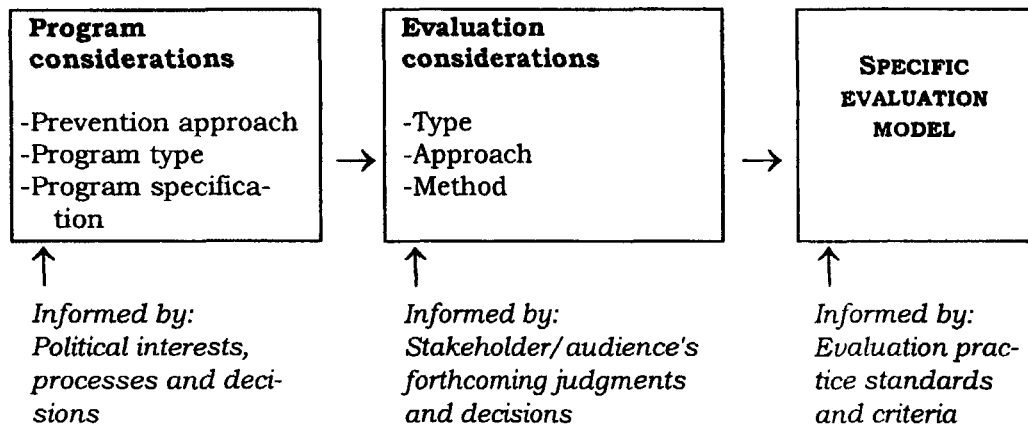 Program
considerations
-Prevention approach
-Program type
-Program specifica-
tion
Informed by:
Political interests,
processes and deci-
sions
Evaluation
considerations
-Type
-Approach
-Method
Informed by:
Stakeholder/audience's
forthcoming judgments
and decisions
SPECIFIC
EVALUATION
MODEL
Informed by:
Evaluation prac-
tice standards
and criteria